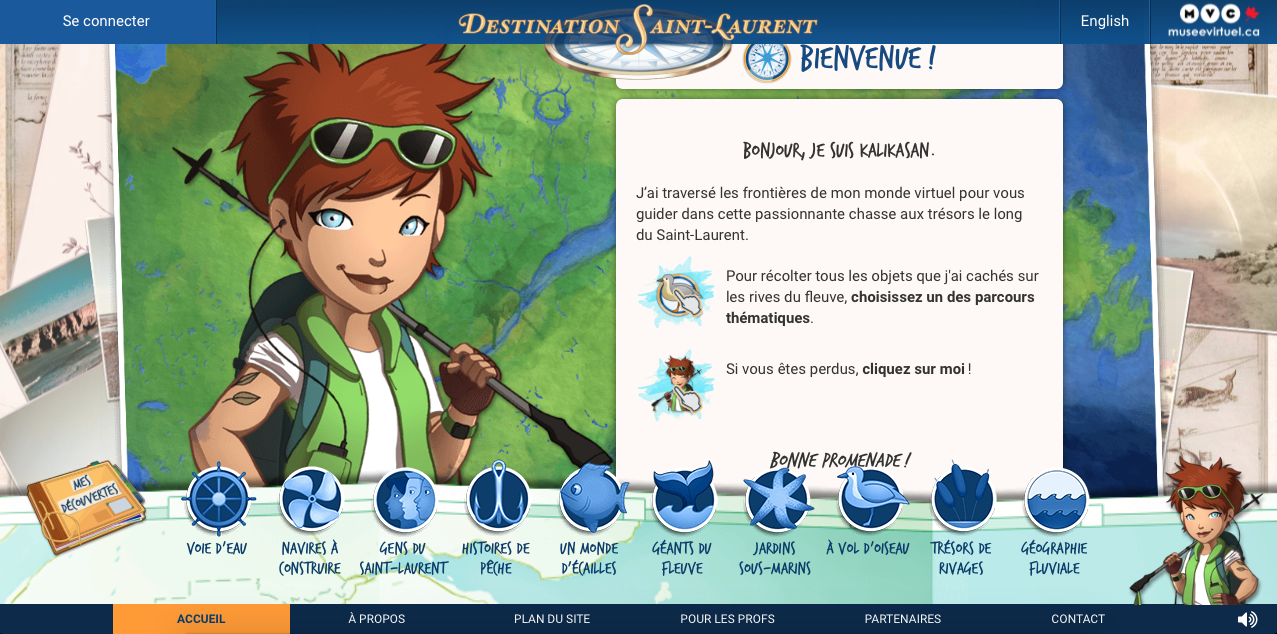 Se connecter
DESTINATION SAINT-LAURENT
English
MVC
museevirtuel.ca
BIENVENUE !
BONJOUR, JE SUIS KALIKASAN.
J'ai traversé les frontières de mon monde virtuel pour vous
guider dans cette passionnante chasse aux trésors le long
du Saint-Laurent.
Pour récolter tous les objets que j'ai cachés sur
les rives du fleuve, choisissez un des parcours
thématiques.
Si vous êtes perdus, cliquez sur moi !
BONNE PROMENADE !
MES
DÉCOUVERTES
VOIE D'EAU
NAVIRES À
CONSTRUIRE
GENS DU
SAINT-LAURENT
HISTOIRES DE
PÊCHE
UN MONDE
D'ÉCAILLES
GÉANTS DU
FLEUVE
JARDINS
SOUS-MARINS
À VOL D'OISEAU
TRÉSORS DE
RIVAGES
GÉOGRAPHIE
FLUVIALE
ACCUEIL
À PROPOS
PLAN DU SITE
POUR LES PROFS
PARTENAIRES
CONTACT